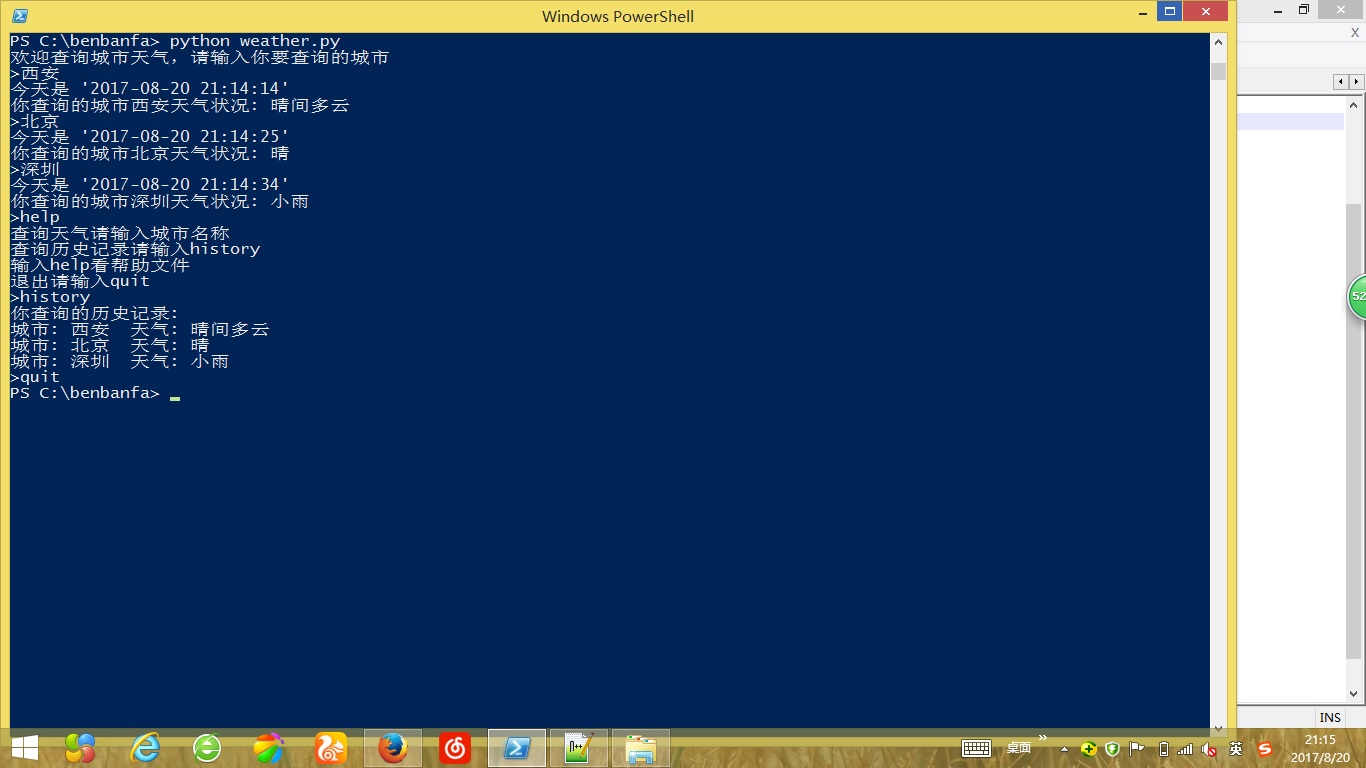 Windows PowerShell
PS C:\benbanfa> python weather.py
欢迎查询城市天气，请输入你要查询的城市
>西安
今天是 '2017-08-20 21:14:14'
你查询的城市西安天气状况: 晴间多云
>北京
今天是 '2017-08-20 21:14:25'
你查询的城市北京天气状况: 晴
>深圳
今天是 '2017-08-20 21:14:34'
你查询的城市深圳天气状况: 小雨
>help
查询天气请输入城市名称
查询历史记录请输入history
输入help看帮助文件
退出请输入quit
>history
你查询的历史记录:
城市: 西安  天气: 晴间多云
城市: 北京  天气: 晴
城市: 深圳  天气: 小雨
>quit
PS C:\benbanfa>
52
INS
桌面
英
21:15
2017/8/20